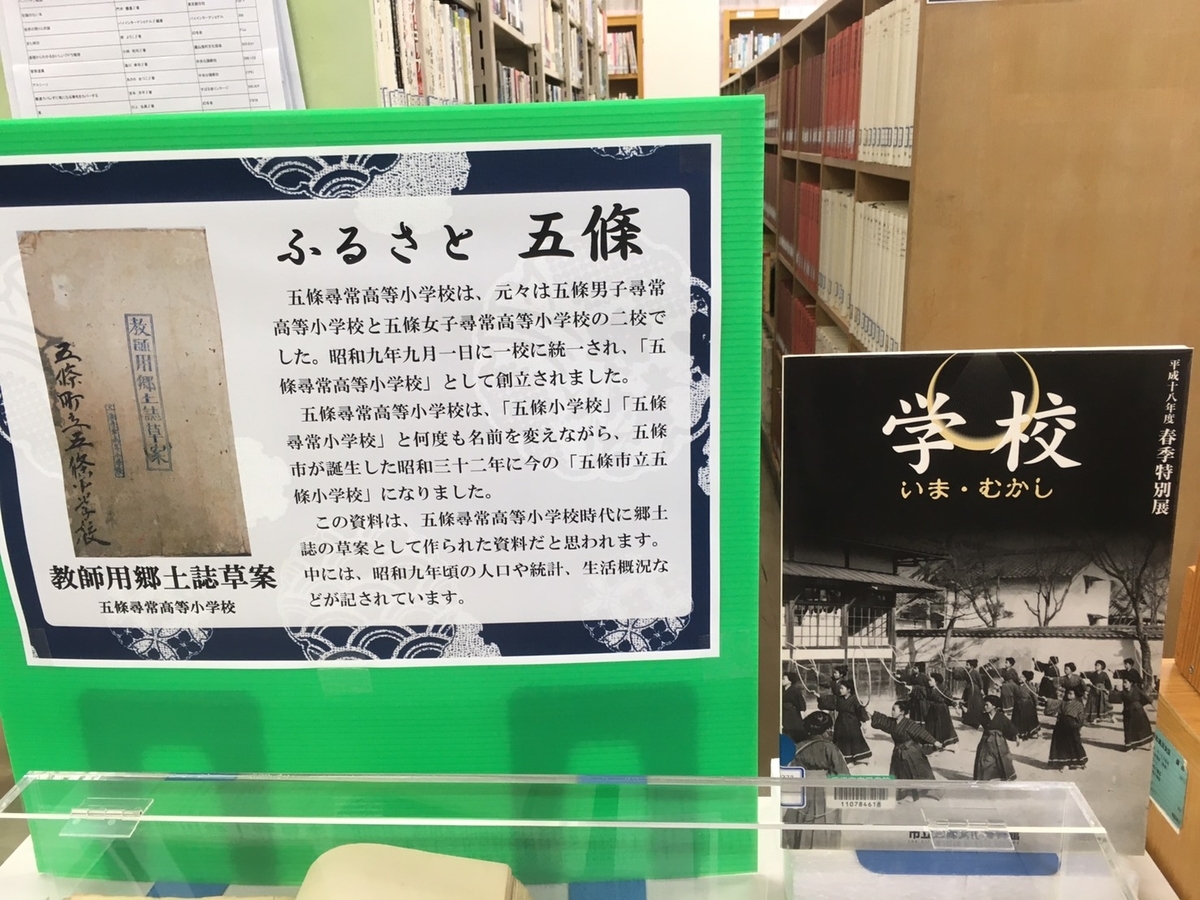 ふるさと 五條
五條尋常高等小学校は、元々は五條男子尋常
高等小学校と五條女子尋常高等小学校の二校で
した。昭和九年九月一日に一校に統一され、「五
條尋常高等小学校」として創立されました。
五條尋常高等小学校は、「五條小学校」「五條
尋常小学校」と何度も名前を変えながら、五條
市が誕生した昭和三十二年に今の「五條市立五
條小学校」になりました。
この資料は、五條尋常高等小学校時代に郷土
誌の草案として作られた資料だと思われます。
中には、昭和九年頃の人口や統計、生活概況な
どが記されています。
教師用郷土誌草案
五條町立五條小学校
教師用郷土誌草案
五條尋常高等小学校
平成十八年度 春季特別展
学校
いま・むかし
110784618